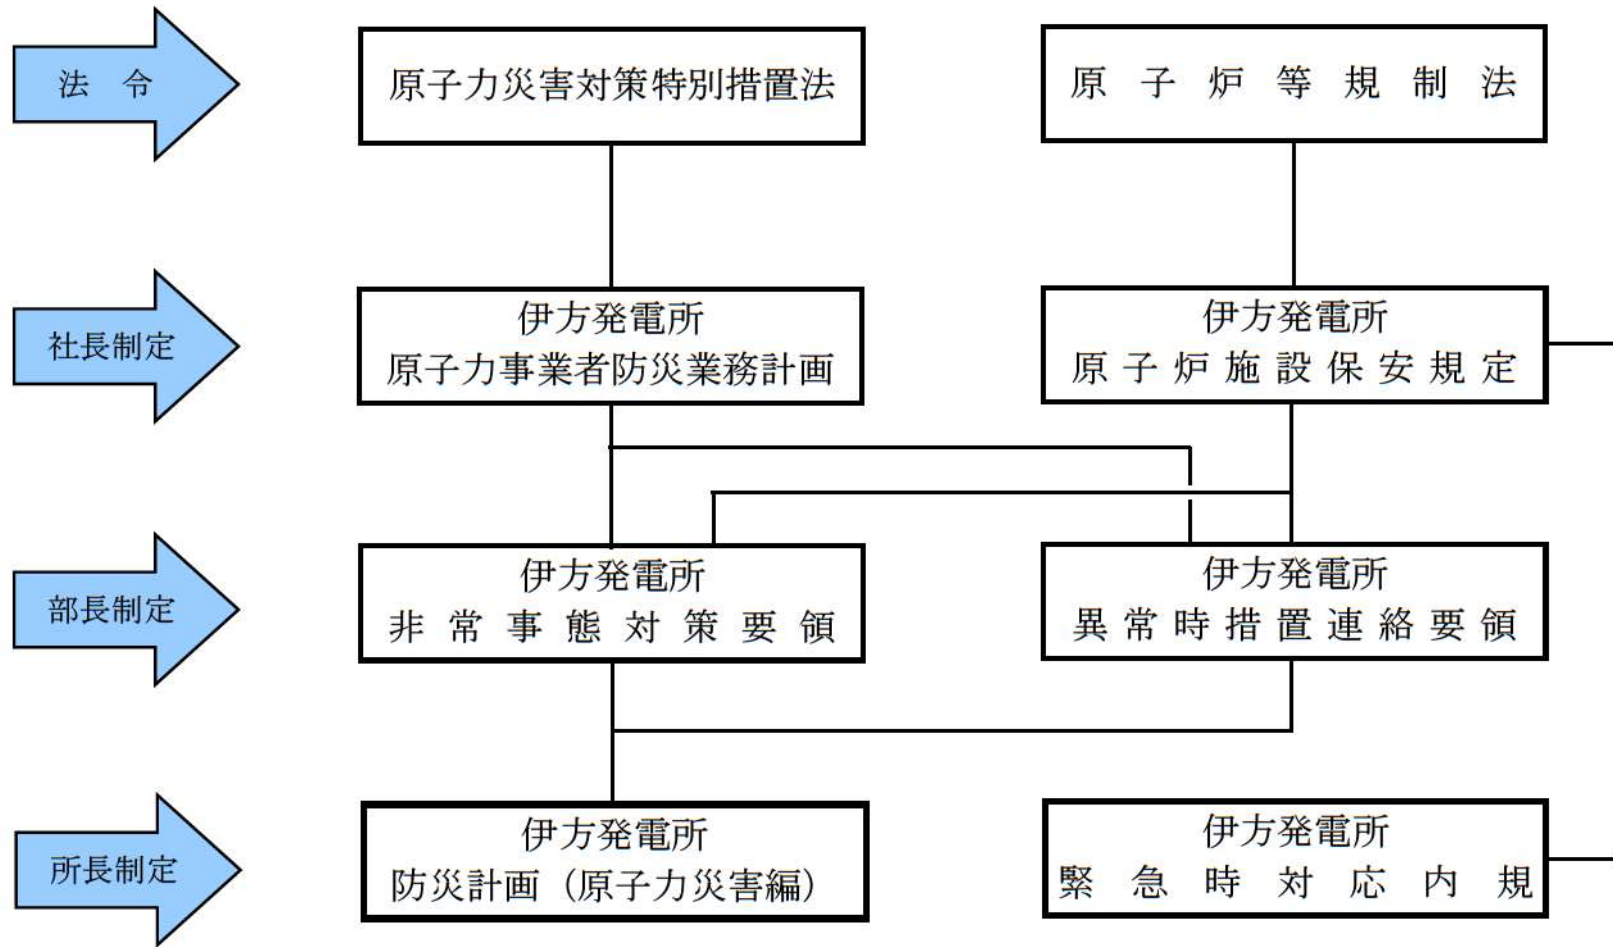 法 令
原子力災害対策特別措置法
原子炉等規制法
社長制定
伊方発電所
原子力事業者防災業務計画
伊方発電所
原子炉施設保安規定
部長制定
伊方発電所
非常事態対策要領
伊方発電所
異常時措置連絡要領
所長制定
伊方発電所
防災計画（原子力災害編）
伊方発電所
緊急時対応内規